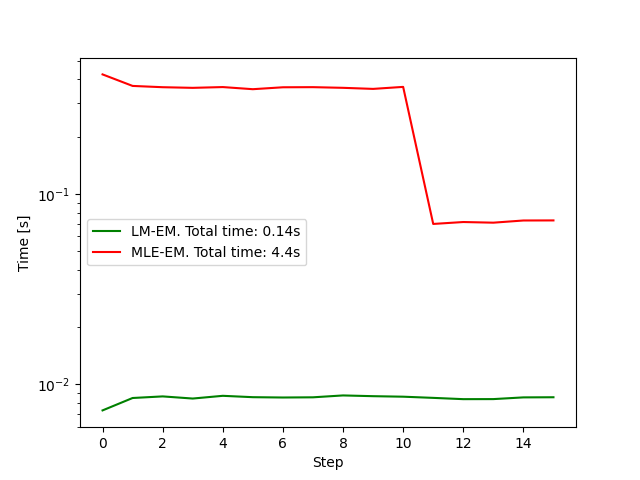 10⁻¹
10⁻²
Time [s]
LM-EM. Total time: 0.14s
MLE-EM. Total time: 4.4s
0 2 4 6 8 10 12 14
Step